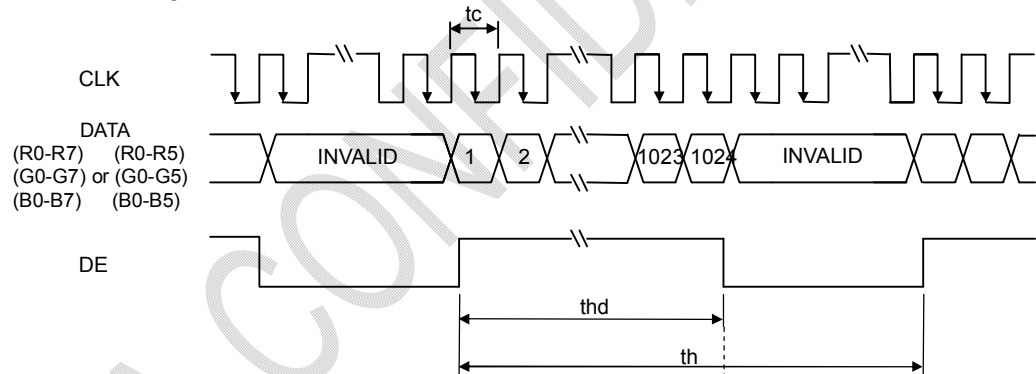 tc
CLK
DATA
(R0-R7) (R0-R5)
(G0-G7) or (G0-G5)
(B0-B7) (B0-B5)
INVALID 1 2 1023 1024 INVALID
DE
thd
th